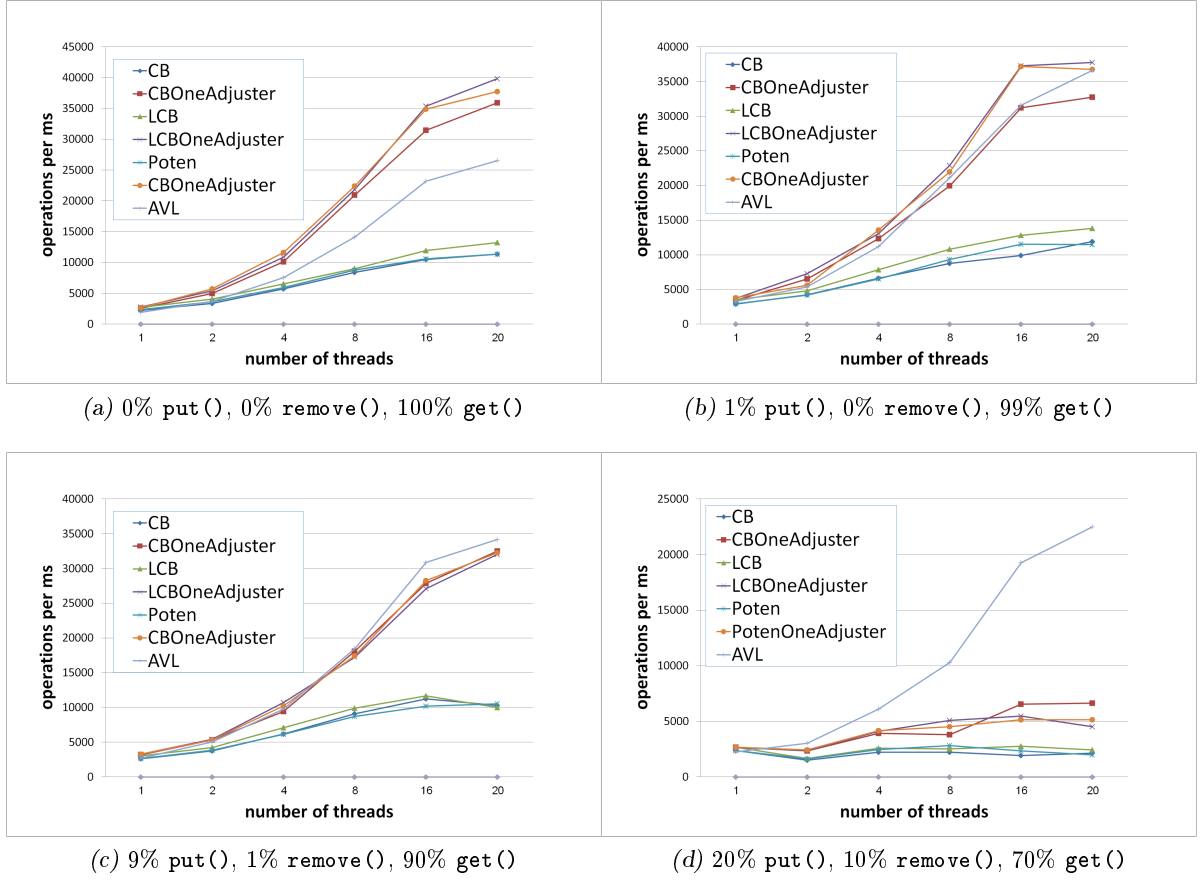 45000
40000
35000
30000
25000
20000
15000
10000
5000
0
operations per ms
CB
CBOneAdjuster
LCB
LCBOneAdjuster
Poten
CBOneAdjuster
AVL
1 2 4 8 16 20
number of threads
(a) 0% put(), 0% remove(), 100% get()
40000
35000
30000
25000
20000
15000
10000
5000
0
operations per ms
CB
CBOneAdjuster
LCB
LCBOneAdjuster
Poten
CBOneAdjuster
AVL
1 2 4 8 16 20
number of threads
(b) 1% put(), 0% remove(), 99% get()
40000
35000
30000
25000
20000
15000
10000
5000
0
operations per ms
CB
CBOneAdjuster
LCB
LCBOneAdjuster
Poten
CBOneAdjuster
AVL
1 2 4 8 16 20
number of threads
(c) 9% put(), 1% remove(), 90% get()
25000
20000
15000
10000
5000
0
operations per ms
CB
CBOneAdjuster
LCB
LCBOneAdjuster
Poten
PotenOneAdjuster
AVL
1 2 4 8 16 20
number of threads
(d) 20% put(), 10% remove(), 70% get()